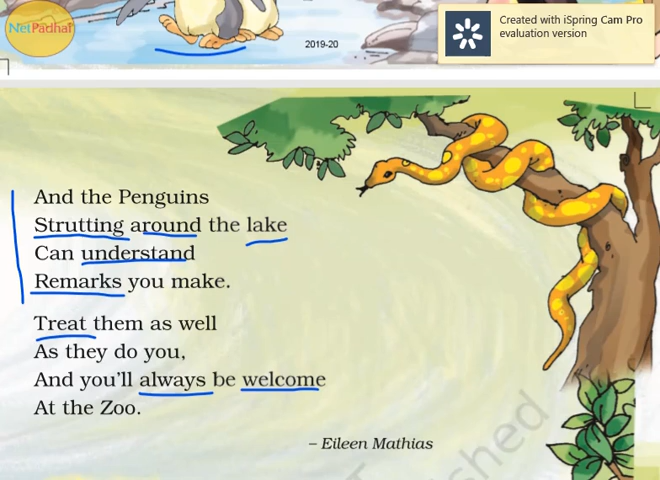 NetPadhai
2019-20
Created with iSpring Cam Pro
evaluation version
And the Penguins
Strutting around the lake
Can understand
Remarks you make.
Treat them as well
As they do you,
And you'll always be welcome
At the Zoo.
– Eileen Mathias